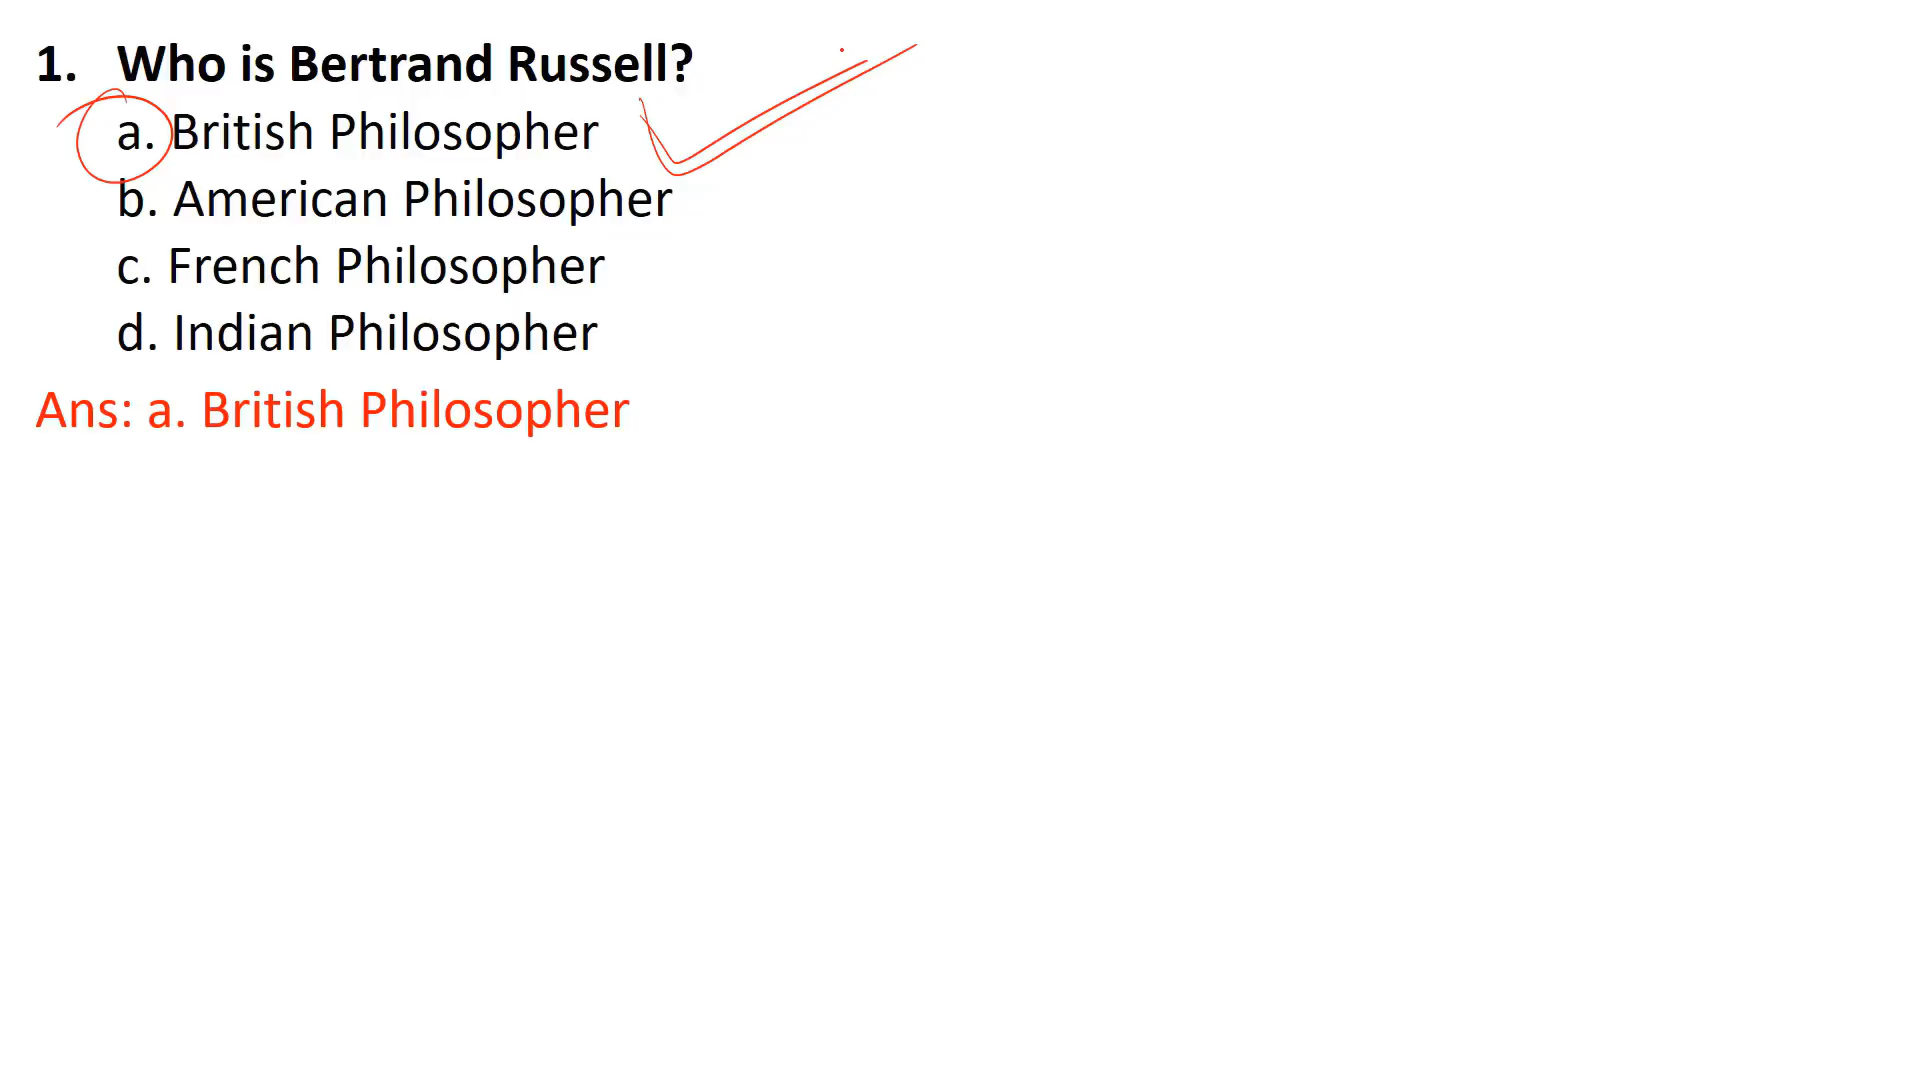 1. Who is Bertrand Russell?
a. British Philosopher
b. American Philosopher
c. French Philosopher
d. Indian Philosopher
Ans: a. British Philosopher